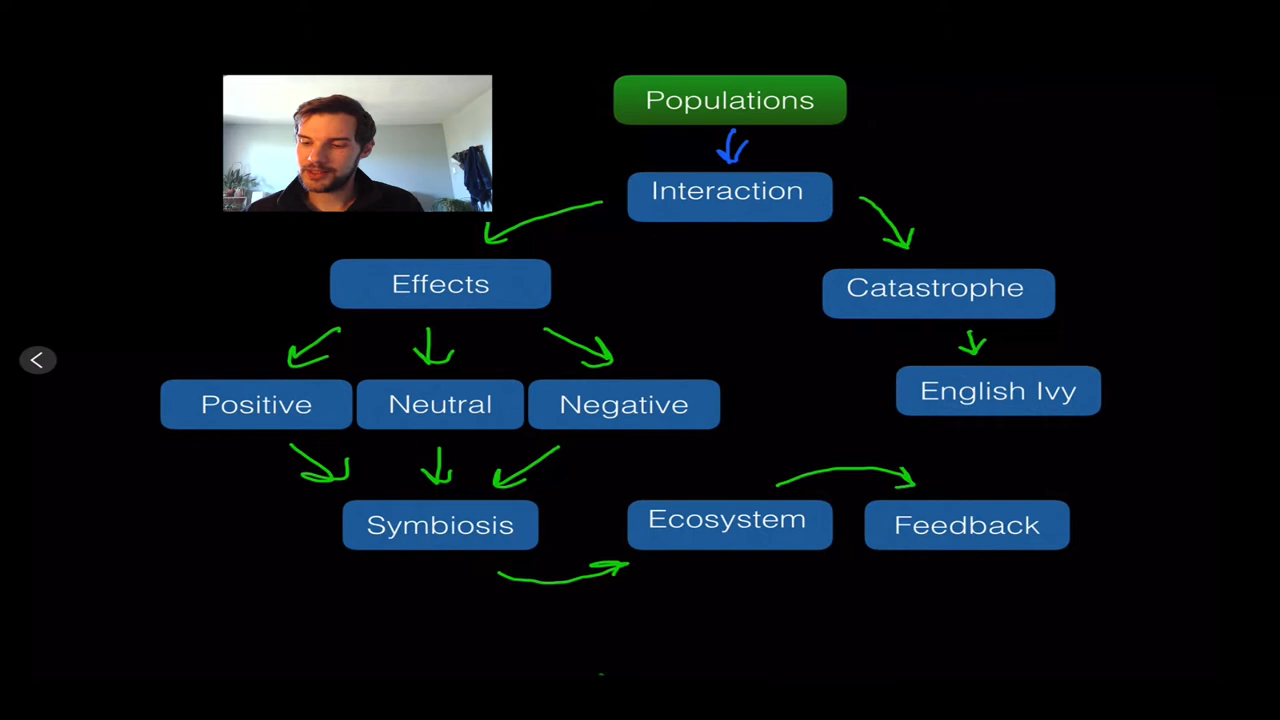 Populations
Interaction
Effects
Catastrophe
Positive
Neutral
Negative
English Ivy
Symbiosis
Ecosystem
Feedback